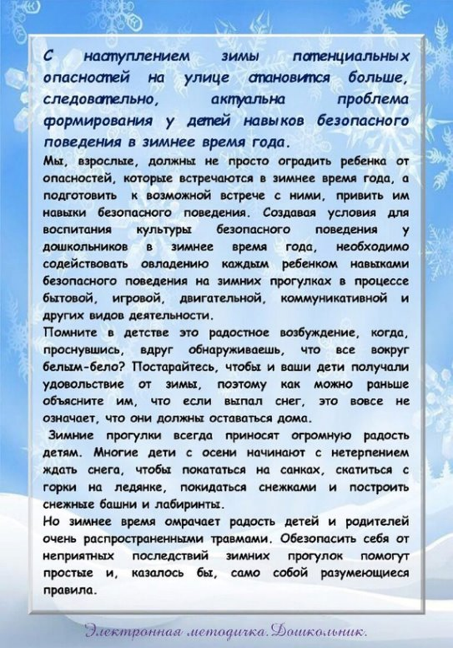 С наступлением зимы потенциальных
опасностей на улице становится больше,
следовательно, актуальна проблема
формирования у детей навыков безопасного
поведения в зимнее время года.
Мы, взрослые, должны не просто оградить ребенка от
опасностей, которые встречаются в зимнее время года, а
подготовить к возможной встрече с ними, привить им
навыки безопасного поведения. Создавая условия для
воспитания культуры безопасного поведения у
дошкольников в зимнее время года, необходимо
содействовать овладению каждым ребенком навыками
безопасного поведения на зимних прогулках в процессе
бытовой, игровой, двигательной, коммуникативной и
других видов деятельности.
Помните в детстве это радостное возбуждение, когда,
проснувшись, вдруг обнаруживаешь, что все вокруг
белым-бело? Постарайтесь, чтобы и ваши дети получали
удовольствие от зимы, поэтому как можно раньше
объясните им, что если выпал снег, это вовсе не
означает, что они должны оставаться дома.
Зимние прогулки всегда приносят огромную радость
детям. Многие дети с осени начинают с нетерпением
ждать снега, чтобы покататься на санках, скатиться с
горки на ледянке, покидаться снежками и построить
снежные башни и лабиринты.
Но зимнее время омрачает радость детей и родителей
очень распространенными травмами. Обезопасить себя от
неприятных последствий зимних прогулок помогут
простые и, казалось бы, само собой разумеющиеся
правила.
Электронная методичка.Дошкольник.